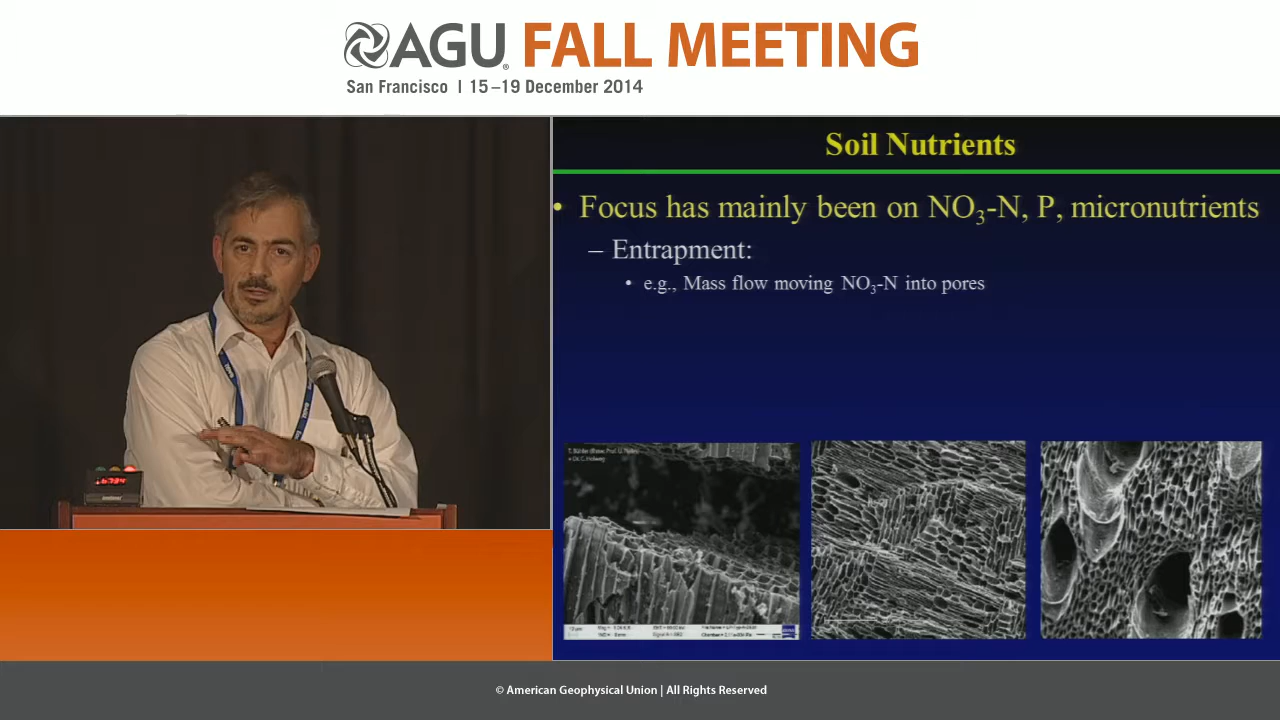 AGU FALL MEETING
San Francisco | 15–19 December 2014
Soil Nutrients
• Focus has mainly been on NO3-N, P, micronutrients
– Entrapment:
• e.g., Mass flow moving NO3-N into pores
© American Geophysical Union | All Rights Reserved